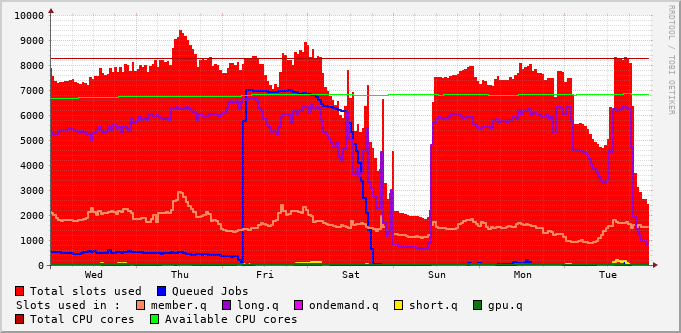 10000
9000
8000
7000
6000
5000
4000
3000
2000
1000
0
Wed Thu Fri Sat Sun Mon Tue
RRDTOOL / TOBI OETIKER
Total slots used Queued Jobs
Slots used in : member.q long.q ondemand.q short.q gpu.q
Total CPU cores Available CPU cores